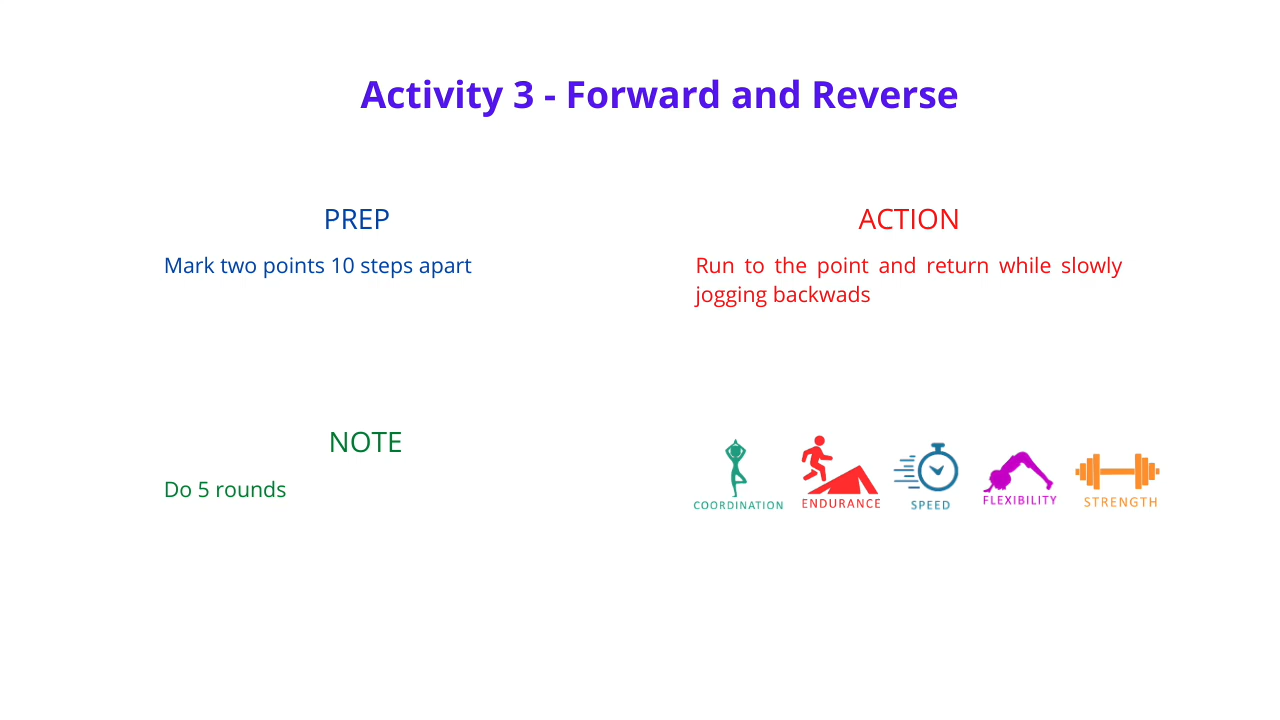 Activity 3 - Forward and Reverse
PREP
Mark two points 10 steps apart
ACTION
Run to the point and return while slowly
jogging backwads
NOTE
Do 5 rounds
COORDINATION
ENDURANCE
SPEED
FLEXIBILITY
STRENGTH